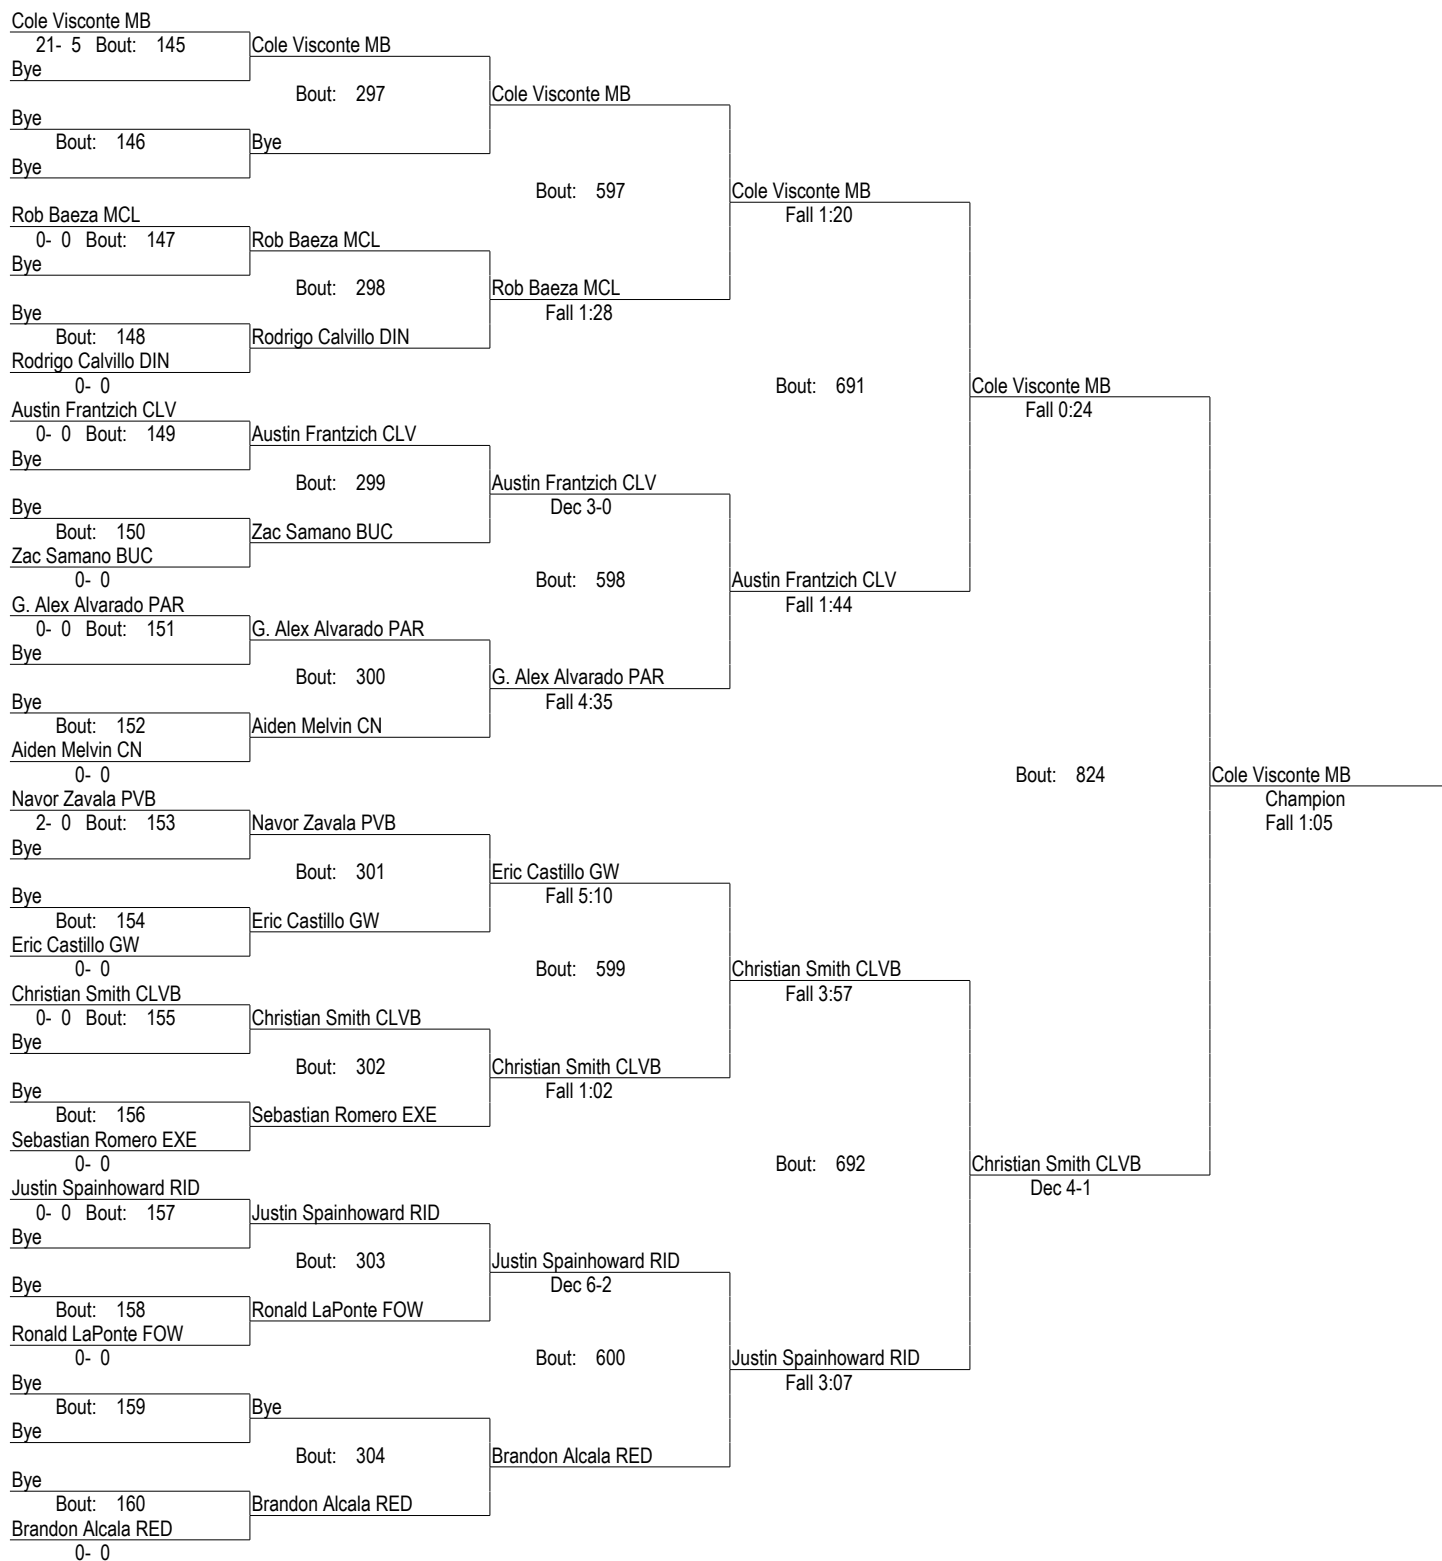 Cole Visconte MB
21- 5 Bout: 145
Cole Visconte MB
Bye
Bout: 297
Cole Visconte MB
Bye
Bout: 146
Bye
Bye
Bout: 597
Cole Visconte MB
Fall 1:20
Rob Baeza MCL
0- 0 Bout: 147
Rob Baeza MCL
Bye
Bout: 298
Rob Baeza MCL
Fall 1:28
Bye
Bout: 148
Rodrigo Calvillo DIN
Rodrigo Calvillo DIN
0- 0
Bout: 691
Cole Visconte MB
Fall 0:24
Austin Frantzich CLV
0- 0 Bout: 149
Austin Frantzich CLV
Bye
Bout: 299
Austin Frantzich CLV
Dec 3-0
Bye
Bout: 150
Zac Samano BUC
Zac Samano BUC
0- 0
Bout: 598
Austin Frantzich CLV
Fall 1:44
G. Alex Alvarado PAR
0- 0 Bout: 151
G. Alex Alvarado PAR
Bye
Bout: 300
G. Alex Alvarado PAR
Fall 4:35
Bye
Bout: 152
Aiden Melvin CN
Aiden Melvin CN
0- 0
Bout: 824
Cole Visconte MB
Champion
Fall 1:05
Navor Zavala PVB
2- 0 Bout: 153
Navor Zavala PVB
Bye
Bout: 301
Eric Castillo GW
Fall 5:10
Bye
Bout: 154
Eric Castillo GW
Eric Castillo GW
0- 0
Bout: 599
Christian Smith CLVB
Fall 3:57
Christian Smith CLVB
0- 0 Bout: 155
Christian Smith CLVB
Bye
Bout: 302
Christian Smith CLVB
Fall 1:02
Bye
Bout: 156
Sebastian Romero EXE
Sebastian Romero EXE
0- 0
Bout: 692
Christian Smith CLVB
Dec 4-1
Justin Spainhoward RID
0- 0 Bout: 157
Justin Spainhoward RID
Bye
Bout: 303
Justin Spainhoward RID
Dec 6-2
Bye
Bout: 158
Ronald LaPonte FOW
Ronald LaPonte FOW
0- 0
Bout: 600
Justin Spainhoward RID
Fall 3:07
Bye
Bout: 159
Bye
Bye
Bout: 304
Brandon Alcala RED
Bye
Bout: 160
Brandon Alcala RED
Brandon Alcala RED
0- 0